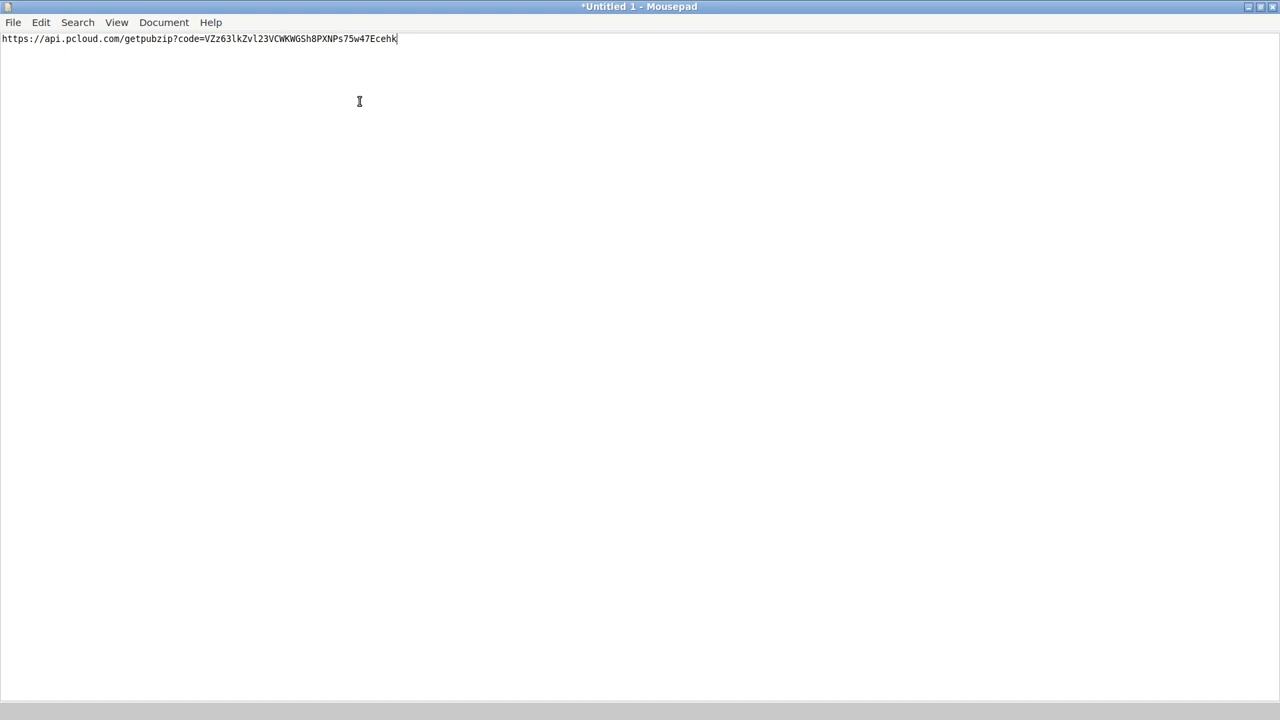 *Untitled 1 - Mousepad
File Edit Search View Document Help
https://api.pcloud.com/getpubzip?code=VZz63lkZvl23VCWKWGSh8PXNPs75w47Ecehk